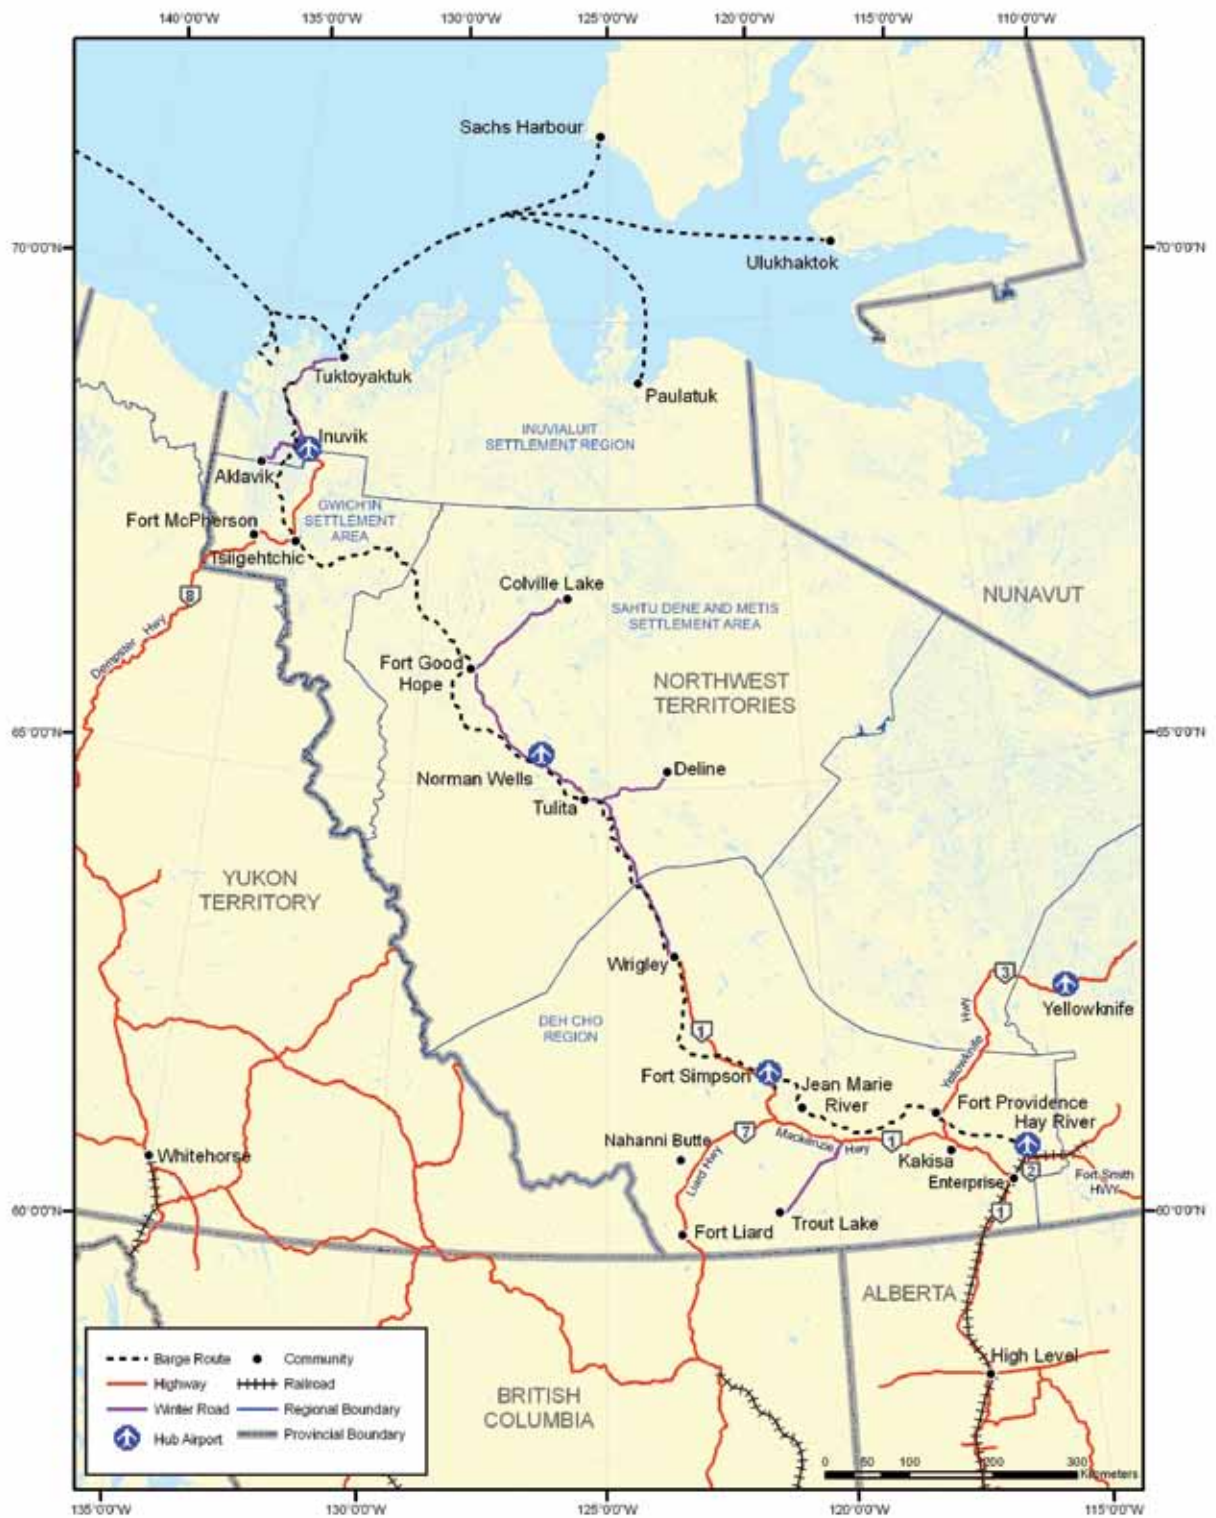 140°0'0"W 135°0'0"W 130°0'0"W 125°0'0"W 120°0'0"W 115°0'0"W 110°0'0"W
Sachs Harbour
70°0'0"N
70°0'0"N
Ulukhaktok
Tuktoyaktuk
Paulatuk
Inuvik
INUVIALUIT
SETTLEMENT REGION
Aklavik
GWICH'IN
SETTLEMENT
AREA
Fort McPherson
Tsiigehtchic
Colville Lake
8
NUNAVUT
SAHTU DENE AND METIS
SETTLEMENT AREA
Dempster Hwy
Fort Good
Hope
NORTHWEST
TERRITORIES
65°0'0"N
65°0'0"N
Norman Wells
Deline
Tulita
YUKON
TERRITORY
Wrigley
3
Yellowknife
DEH CHO
REGION
1
Yellowknife Hwy
Fort Simpson
Jean Marie
River
Fort Providence
Hay River
7
Mackenzie Hwy
1
Nahanni Butte
Whitehorse
Liard Hwy
Kakisa
Enterprise
2
Fort Smith
HWY
60°0'0"N
60°0'0"N
Trout Lake
1
Fort Liard
ALBERTA
High Level
BRITISH
COLUMBIA
Barge Route
Community
Highway
Railroad
Winter Road
Regional Boundary
Hub Airport
Provincial Boundary
0 50 100 200 300
Kilometers
135°0'0"W 130°0'0"W 125°0'0"W 120°0'0"W 115°0'0"W